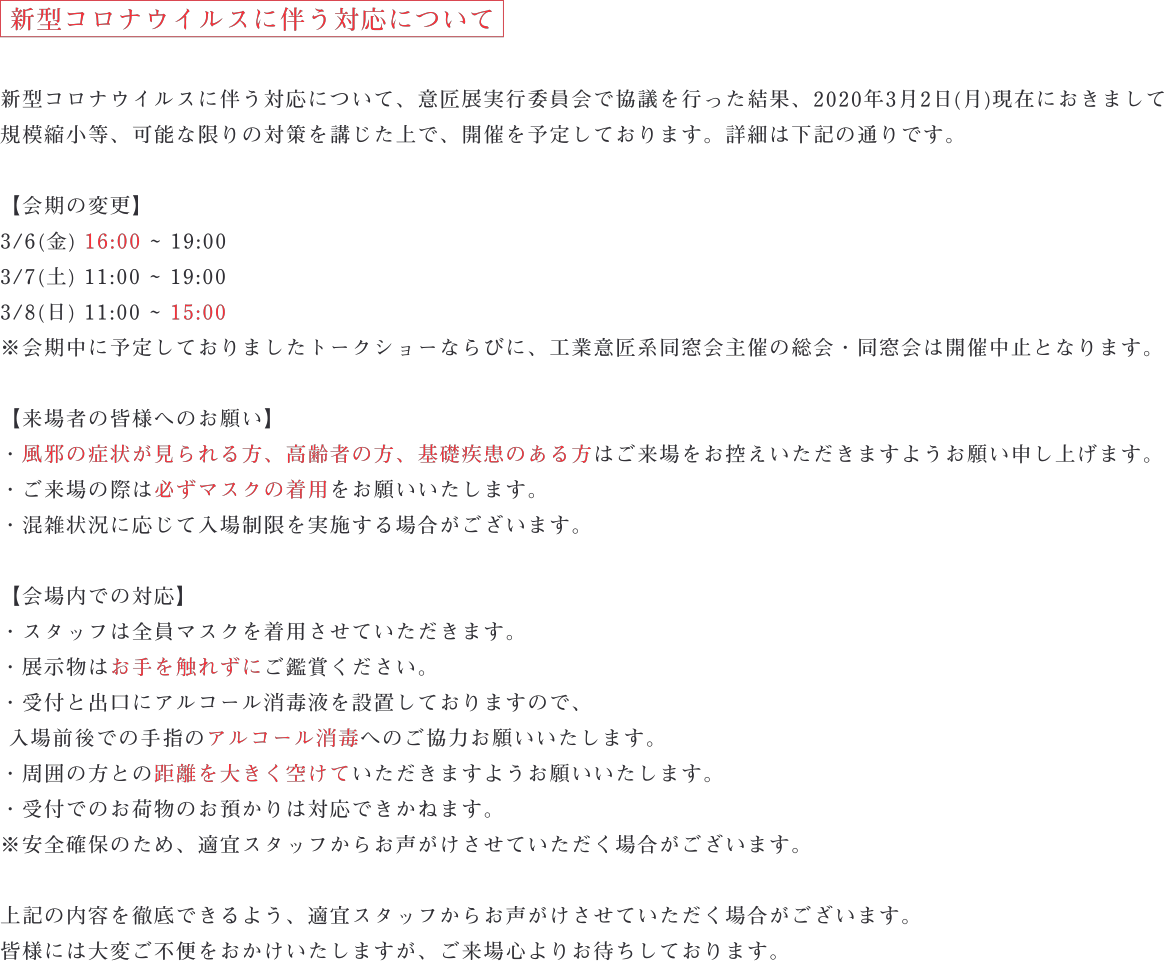 新型コロナウイルスに伴う対応について
新型コロナウイルスに伴う対応について、意匠展実行委員会で協議を行った結果、2020年3月2日(月)現在におきまして
規模縮小等、可能な限りの対策を講じた上で、開催を予定しております。詳細は下記の通りです。
【会期の変更】
3/6(金) 16:00 ~ 19:00
3/7(土) 11:00 ~ 19:00
3/8(日) 11:00 ~ 15:00
※会期中に予定しておりましたトークショーならびに、工業意匠系同窓会主催の総会・同窓会は開催中止となります。
【来場者の皆様へのお願い】
・風邪の症状が見られる方、高齢者の方、基礎疾患のある方はご来場をお控えいただきますようお願い申し上げます。
・ご来場の際は必ずマスクの着用をお願いいたします。
・混雑状況に応じて入場制限を実施する場合がございます。
【会場内での対応】
・スタッフは全員マスクを着用させていただきます。
・展示物はお手を触れずにご鑑賞ください。
・受付と出口にアルコール消毒液を設置しておりますので、
入場前後での手指のアルコール消毒へのご協力お願いいたします。
・周囲の方との距離を大きく空けていただきますようお願いいたします。
・受付でのお荷物のお預かりは対応できかねます。
※安全確保のため、適宜スタッフからお声がけさせていただく場合がございます。
上記の内容を徹底できるよう、適宜スタッフからお声がけさせていただく場合がございます。
皆様には大変ご不便をおかけいたしますが、ご来場心よりお待ちしております。